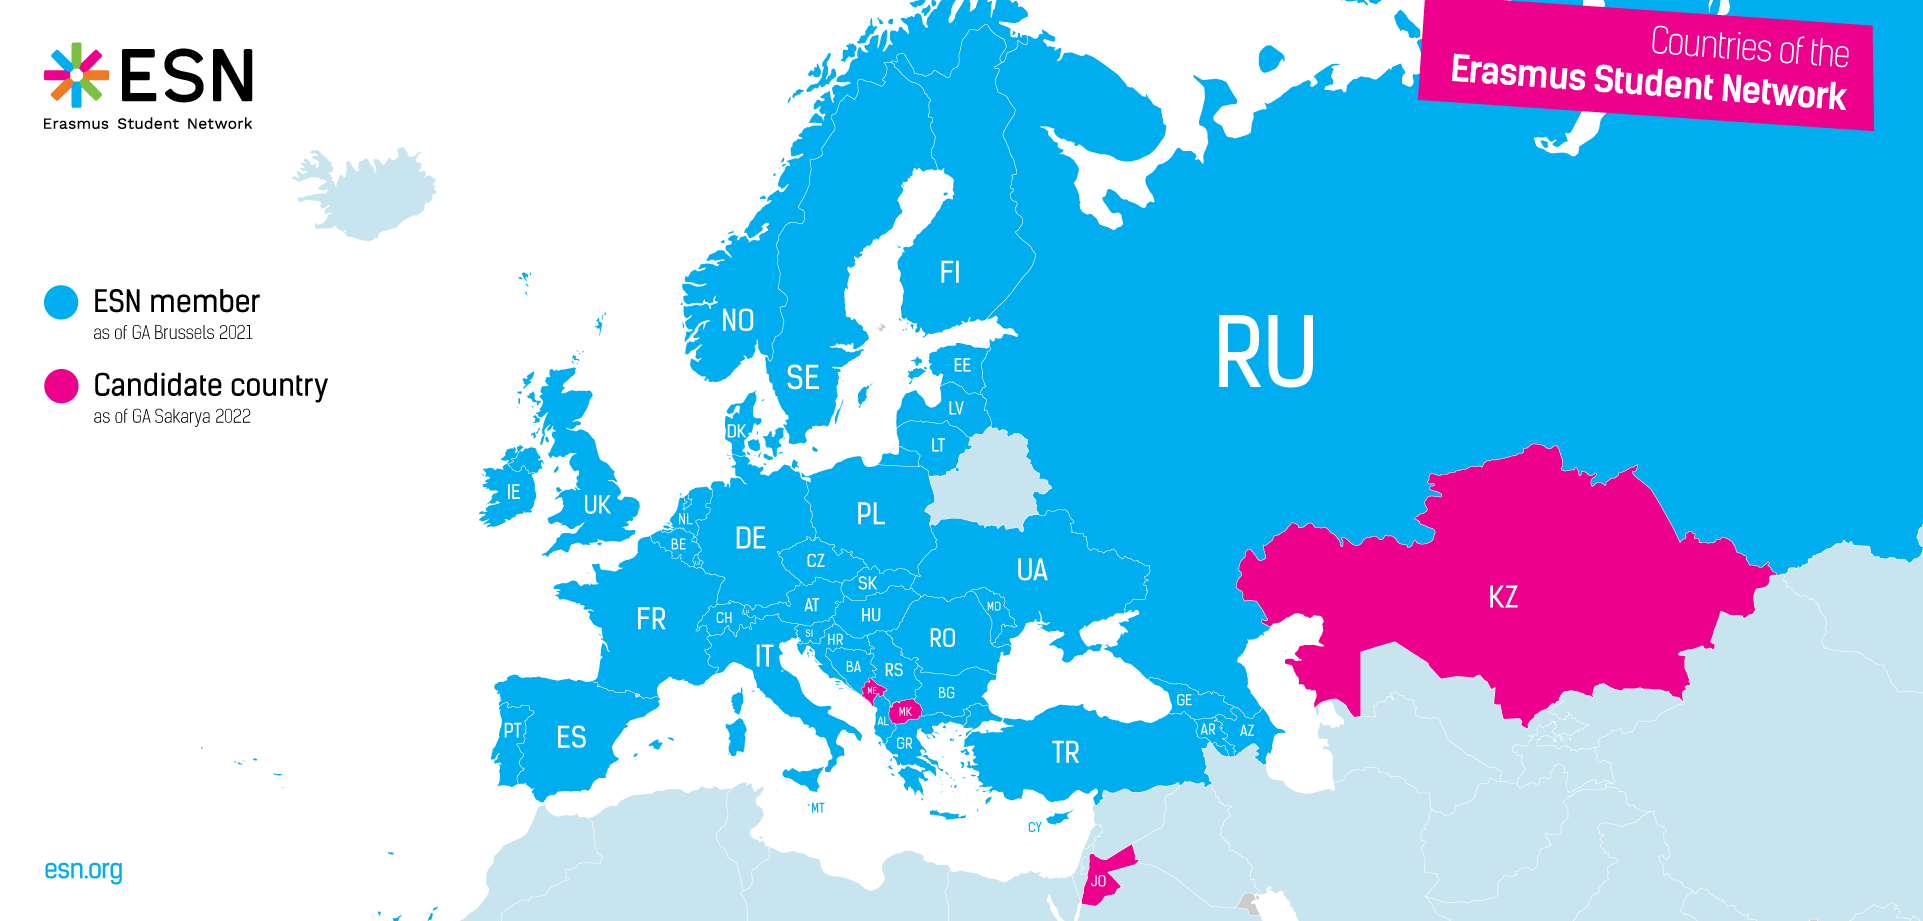 ESN
Erasmus Student Network
Countries of the
Erasmus Student Network
ESN member
as of GA Brussels 2021
Candidate country
as of GA Sakarya 2022
FI
NO
RU
SE
EE
LV
DK
LT
IE
UK
NL
PL
BE
DE
CZ
UA
SK
KZ
AT
MD
HU
LI
CH
FR
SI
HR
RO
IT
BA
RS
ME
BG
GE
MK
AL
PT
ES
GR
AR
AZ
TR
MT
CY
esn.org
JO